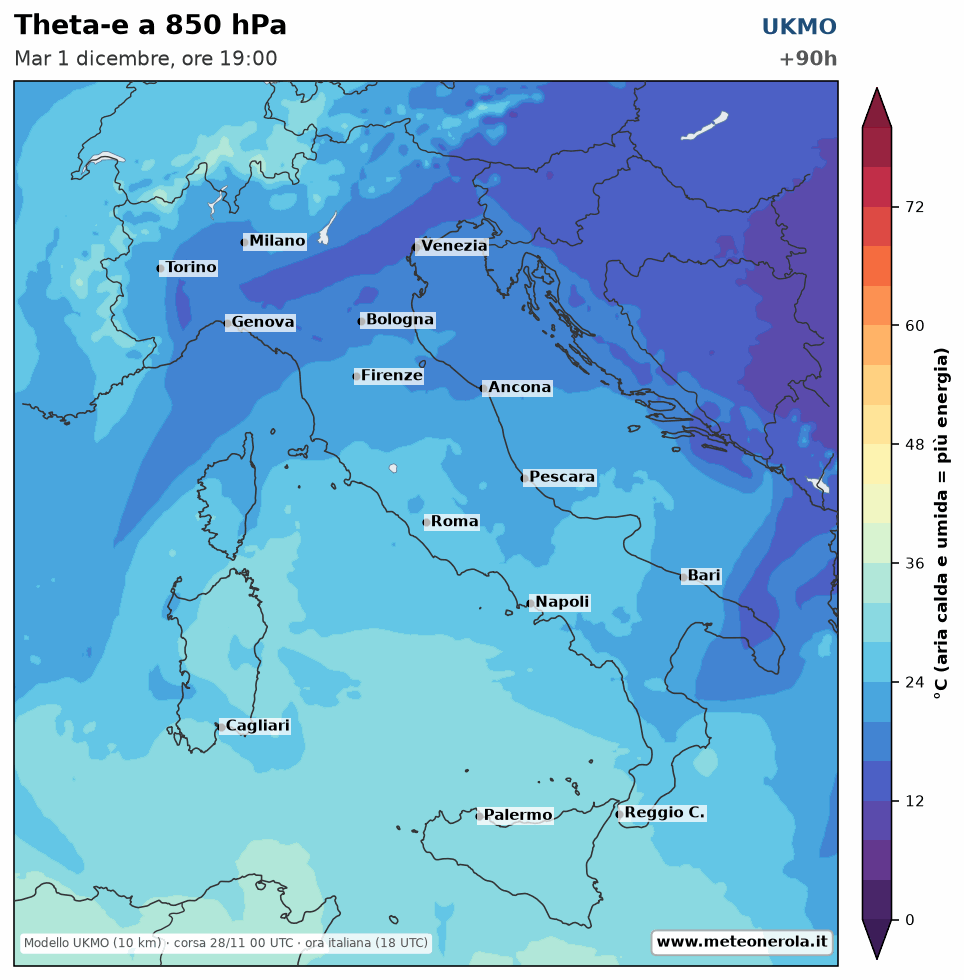 Theta-e a 850 hPa
UKMO
Mar 1 dicembre, ore 19:00
+90h
Milano
Venezia
Torino
Genova
Bologna
Firenze
Ancona
Pescara
Roma
Bari
Napoli
Cagliari
Palermo
Reggio C.
72
60
48
36
24
12
0
°C (aria calda e umida = più energia)
Modello UKMO (10 km) · corsa 28/11 00 UTC · ora italiana (18 UTC)
www.meteonerola.it